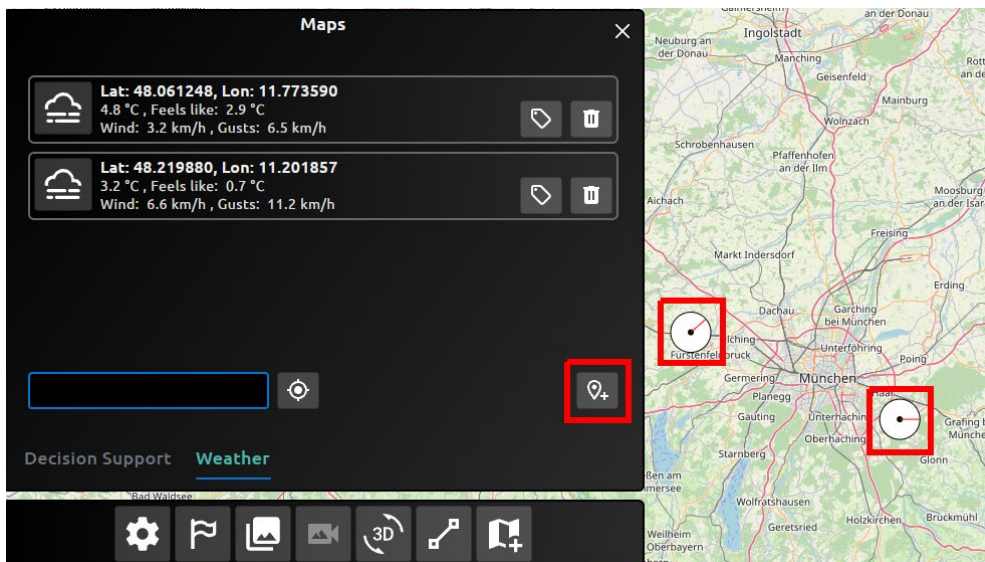 Maps
Lat: 48.061248, Lon: 11.773590
4.8 °C , Feels like: 2.9 °C
Wind: 3.2 km/h , Gusts: 6.5 km/h
Lat: 48.219880, Lon: 11.201857
3.2 °C , Feels like: 0.7 °C
Wind: 6.6 km/h , Gusts: 11.2 km/h
Decision Support
Weather
Bad Waldsee
3D
an der Donau
Ingolstadt
Neuburg an
der Donau
Manching
Geisenfeld
Mainburg
Wolnzach
Schrobenhausen
Pfaffenhofen
an der Ilm
Aichach
Moosburg
an der Isar
Freising
Markt Indersdorf
Erding
Dachau
Garching
bei München
Unterföhring
Poing
Germering
München
Planegg
Gauting
Unterhaching
Oberhaching
Starnberg
Glonn
Wolfratshausen
Geretsried
Holzkirchen
Bruckmühl
Weilheim
Oberbayern